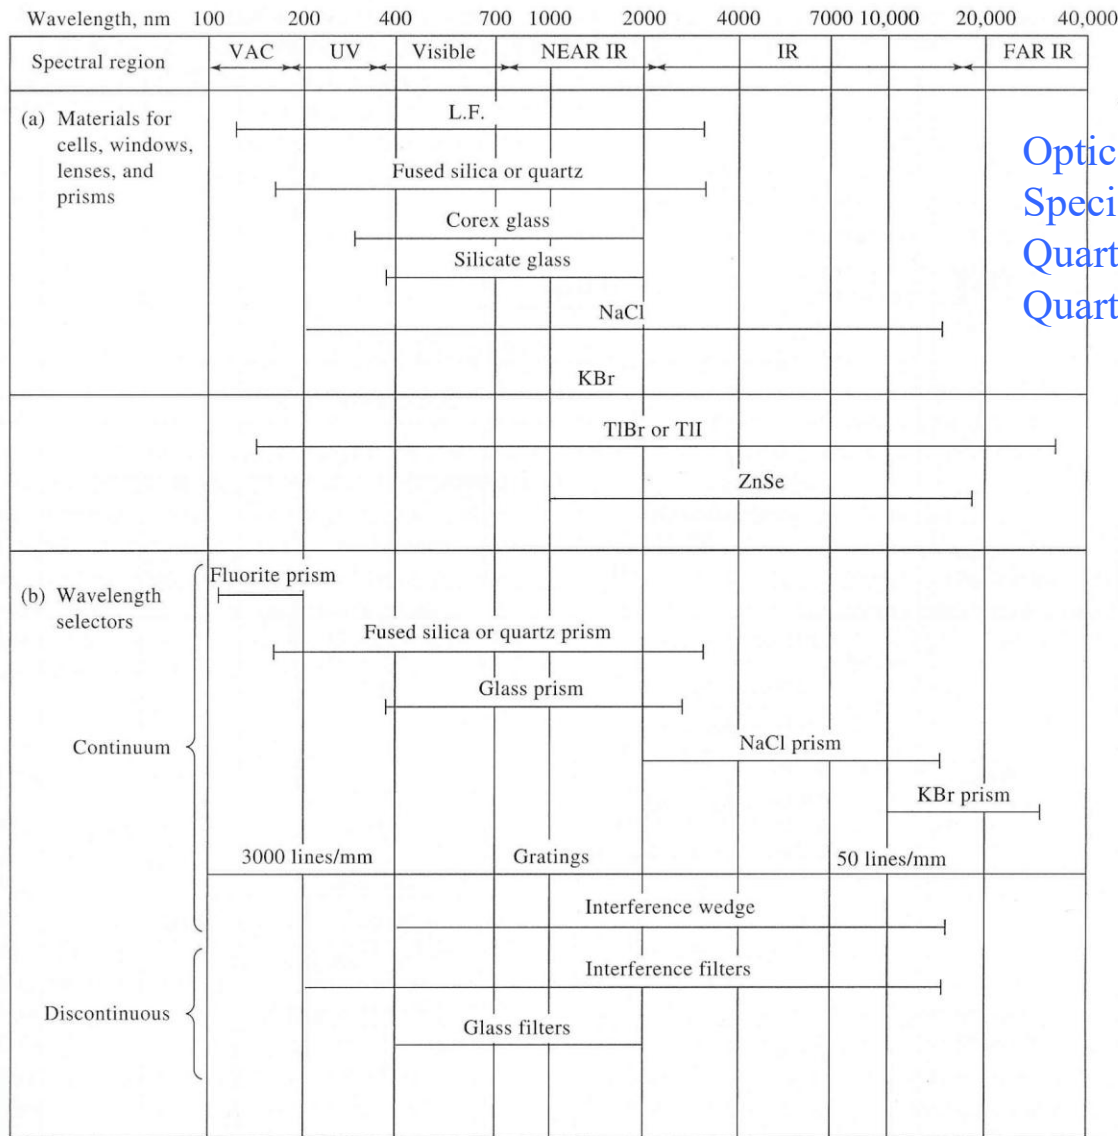 Wavelength, nm 100 200 400 700 1000 2000 4000 7000 10,000 20,000 40,000
Spectral region VAC UV Visible NEAR IR IR FAR IR
(a) Materials for
cells, windows,
lenses, and
prisms
L.F.
Fused silica or quartz
Corex glass
Silicate glass
NaCl
KBr
TlBr or TlI
ZnSe
Optic
Speci
Quart
Quart
(b) Wavelength
selectors
Continuum
Fluorite prism
Fused silica or quartz prism
Glass prism
NaCl prism
KBr prism
3000 lines/mm Gratings 50 lines/mm
Interference wedge
Discontinuous
Interference filters
Glass filters